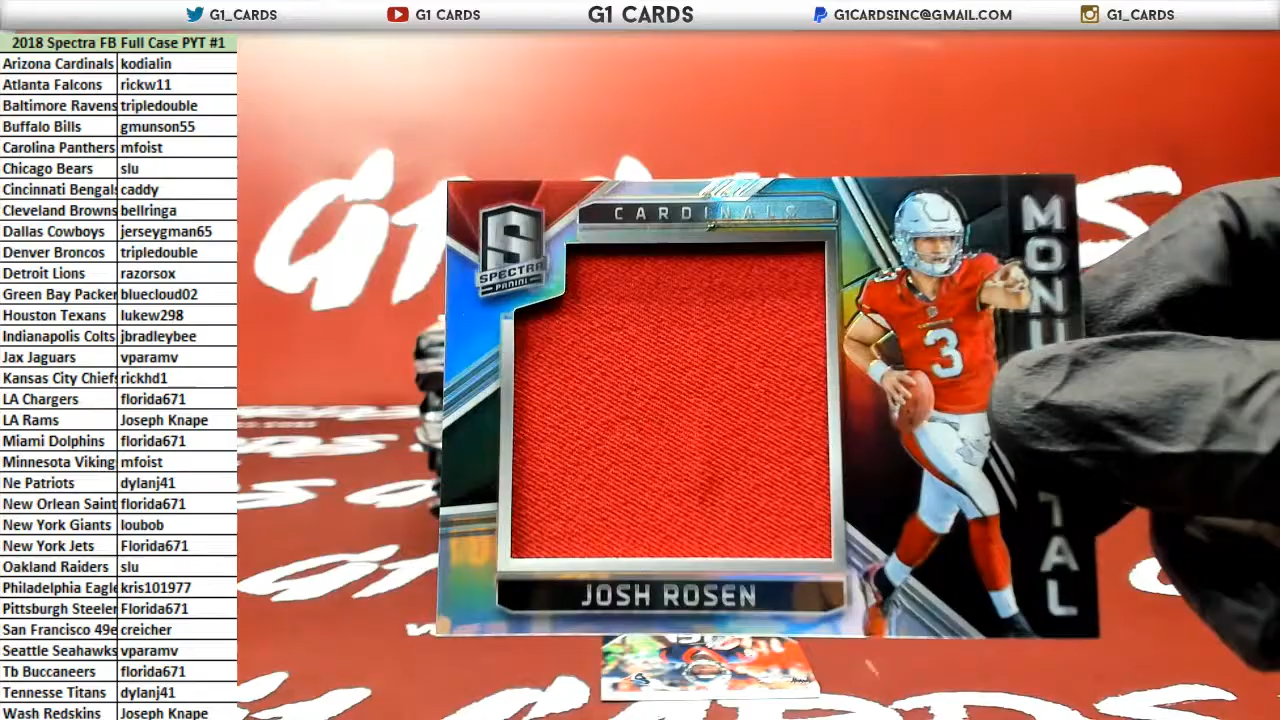 G1_CARDS
G1 CARDS
G1 CARDS
G1CARDSINC@GMAIL.COM
G1_CARDS
2018 Spectra FB Full Case PYT #1
Arizona Cardinals kodialin
Atlanta Falcons rickw11
Baltimore Ravens tripledouble
Buffalo Bills gmunson55
Carolina Panthers mfoist
Chicago Bears slu
Cincinnati Bengals caddy
Cleveland Browns bellringa
Dallas Cowboys jerseygman65
Denver Broncos tripledouble
Detroit Lions razorsox
Green Bay Packer bluecloud02
Houston Texans lukew298
Indianapolis Colts jbradleybee
Jax Jaguars vparamv
Kansas City Chiefs rickhd1
LA Chargers florida671
LA Rams Joseph Knape
Miami Dolphins florida671
Minnesota Viking mfoist
Ne Patriots dylanj41
New Orlean Saint florida671
New York Giants loubob
New York Jets Florida671
Oakland Raiders slu
Philadelphia Eagle kris101977
Pittsburgh Steeler Florida671
San Francisco 49e creicher
Seattle Seahawks vparamv
Tb Buccaneers florida671
Tennesse Titans dylanj41
Wash Redskins Joseph Knape
CARDINALS
S
SPECTRA
PANINI
3
MONU
TAL
JOSH ROSEN